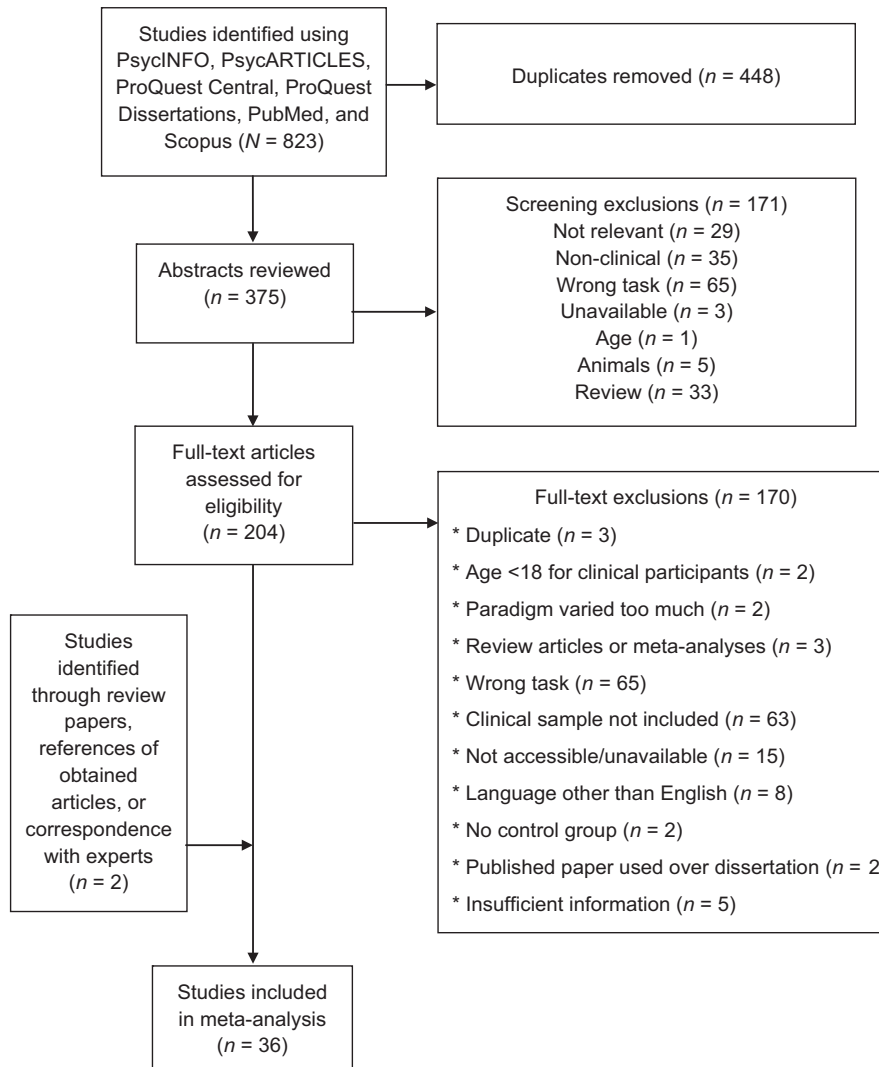 Studies identified using
PsycINFO, PsycARTICLES,
ProQuest Central, ProQuest
Dissertations, PubMed, and
Scopus (N = 823)
Duplicates removed (n = 448)
Abstracts reviewed
(n = 375)
Screening exclusions (n = 171)
Not relevant (n = 29)
Non-clinical (n = 35)
Wrong task (n = 65)
Unavailable (n = 3)
Age (n = 1)
Animals (n = 5)
Review (n = 33)
Full-text articles
assessed for
eligibility
(n = 204)
Full-text exclusions (n = 170)
* Duplicate (n = 3)
* Age <18 for clinical participants (n = 2)
* Paradigm varied too much (n = 2)
* Review articles or meta-analyses (n = 3)
* Wrong task (n = 65)
* Clinical sample not included (n = 63)
* Not accessible/unavailable (n = 15)
* Language other than English (n = 8)
* No control group (n = 2)
* Published paper used over dissertation (n = 2
* Insufficient information (n = 5)
Studies
identified
through review
papers,
references of
obtained
articles, or
correspondence
with experts
(n = 2)
Studies included
in meta-analysis
(n = 36)